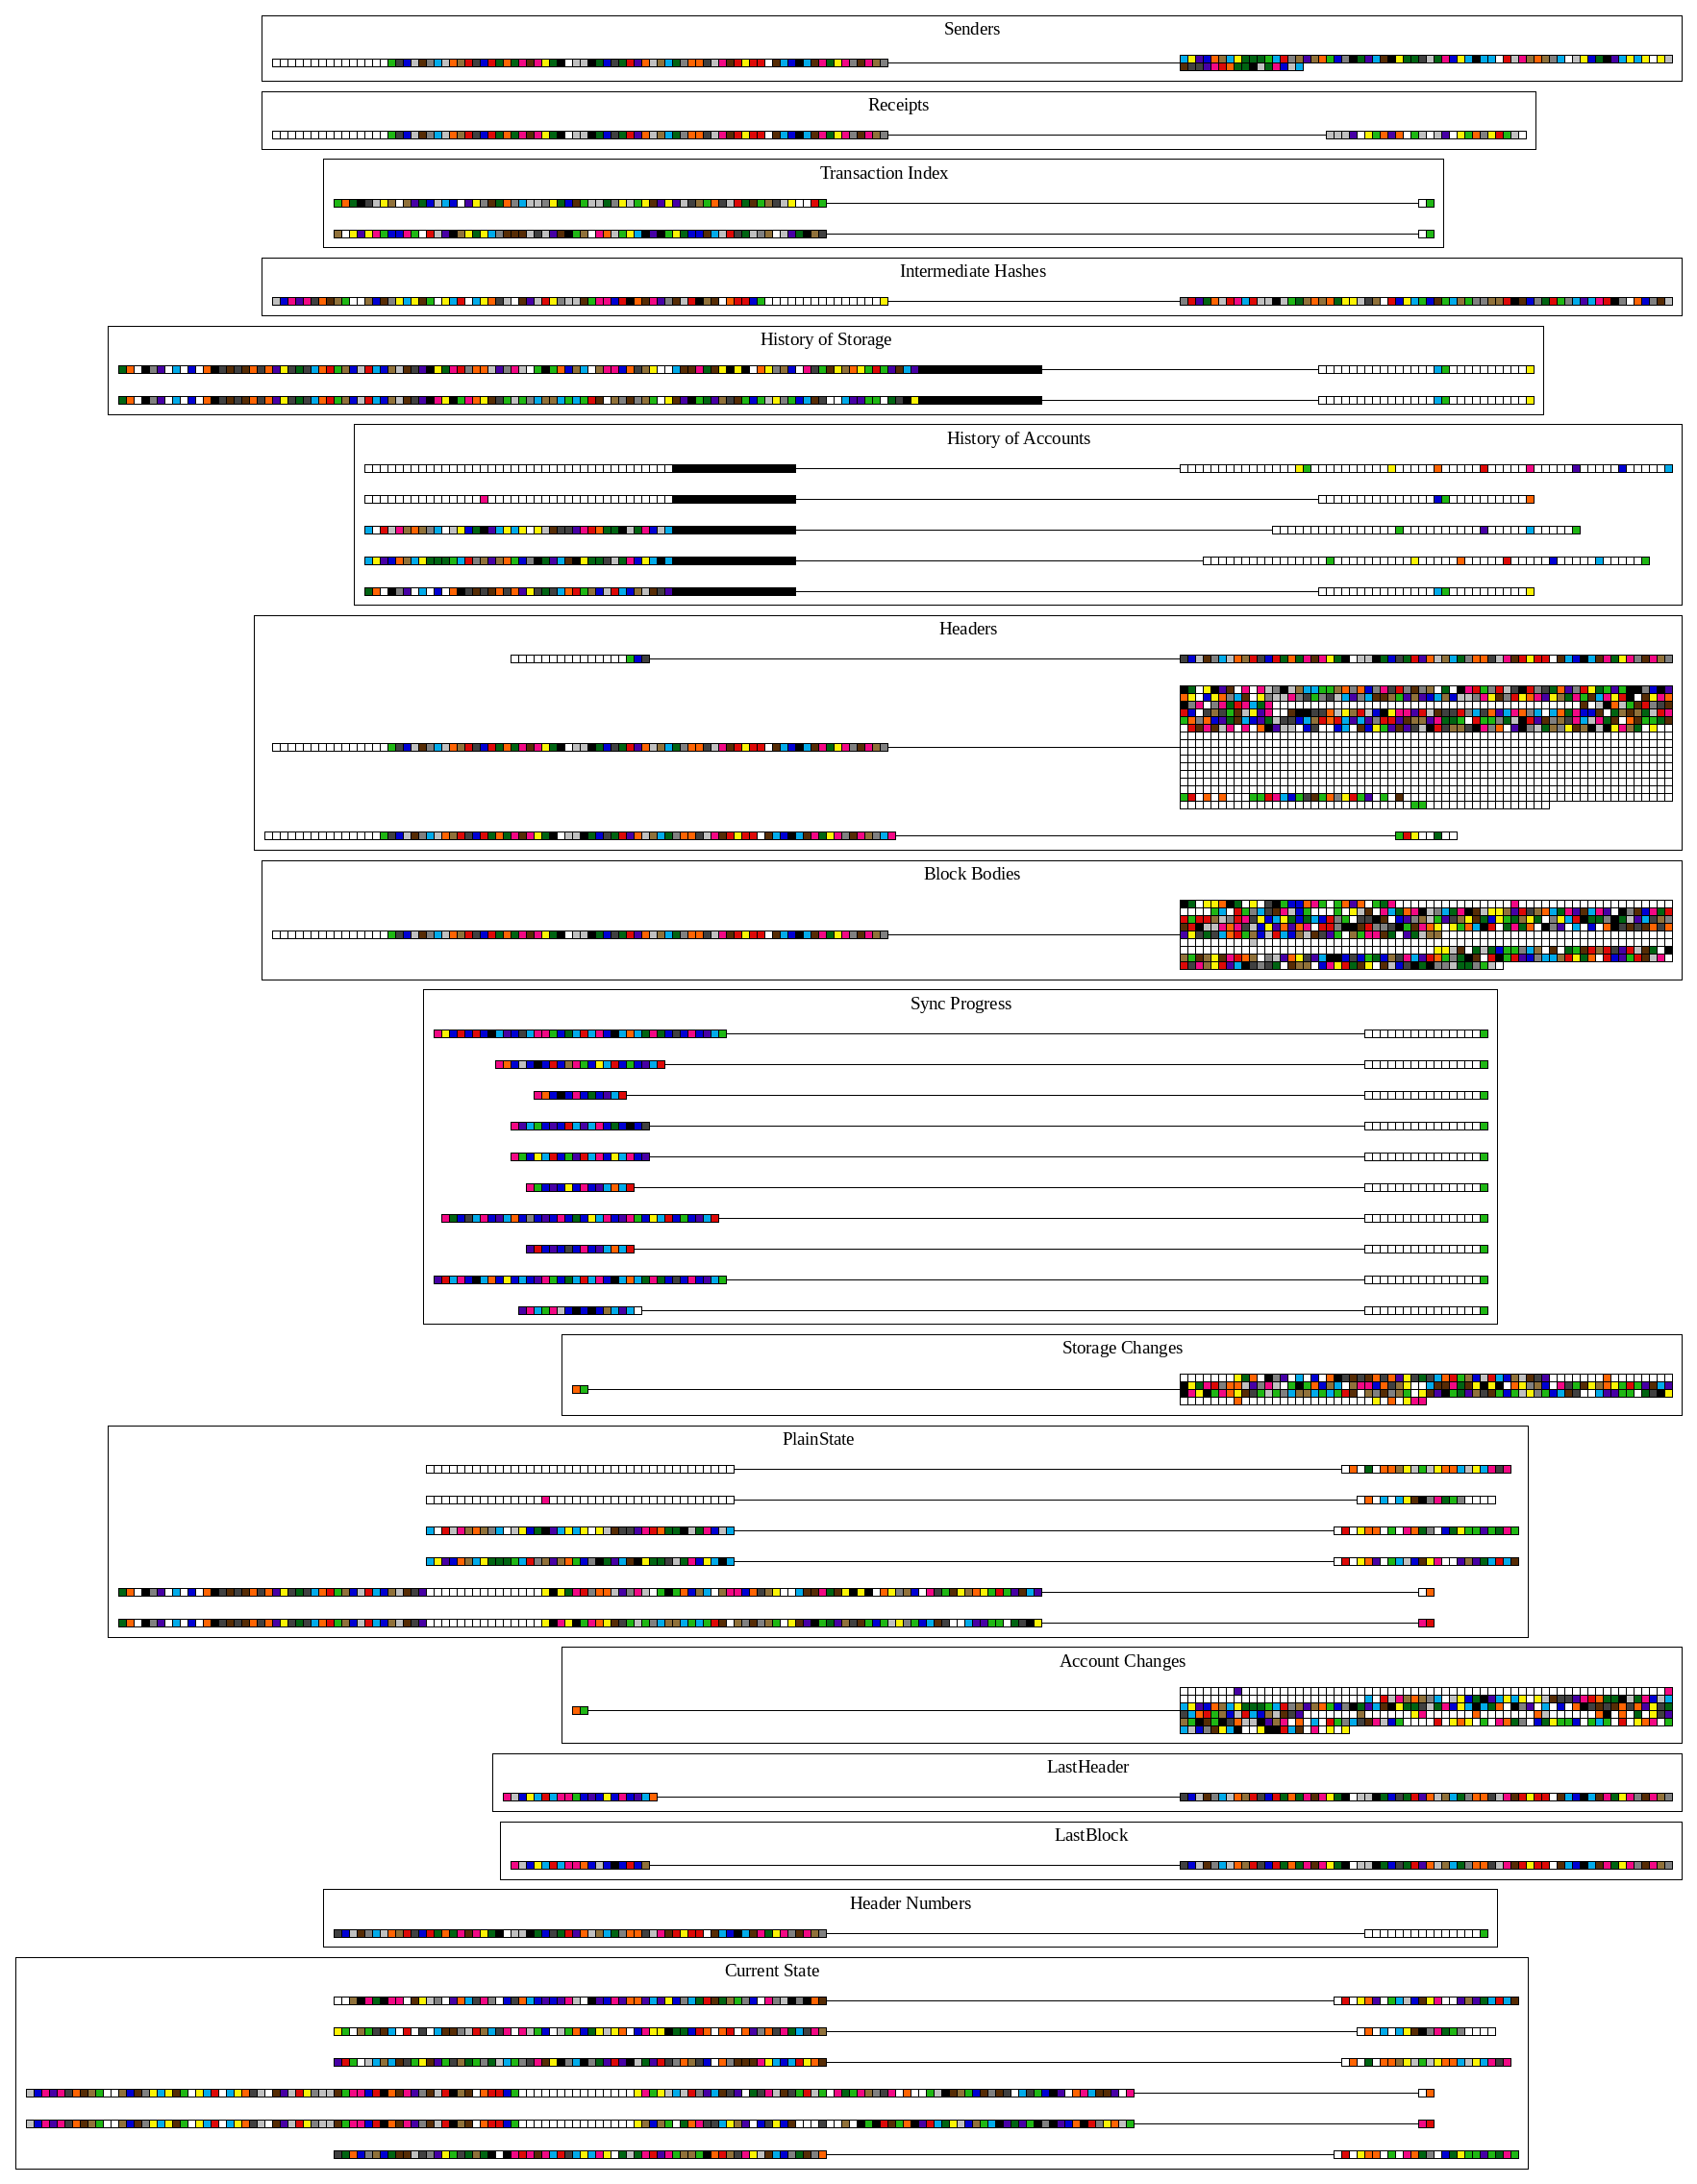 Senders
Receipts
Transaction Index
Intermediate Hashes
History of Storage
History of Accounts
Headers
Block Bodies
Sync Progress
Storage Changes
PlainState
Account Changes
LastHeader
LastBlock
Header Numbers
Current State